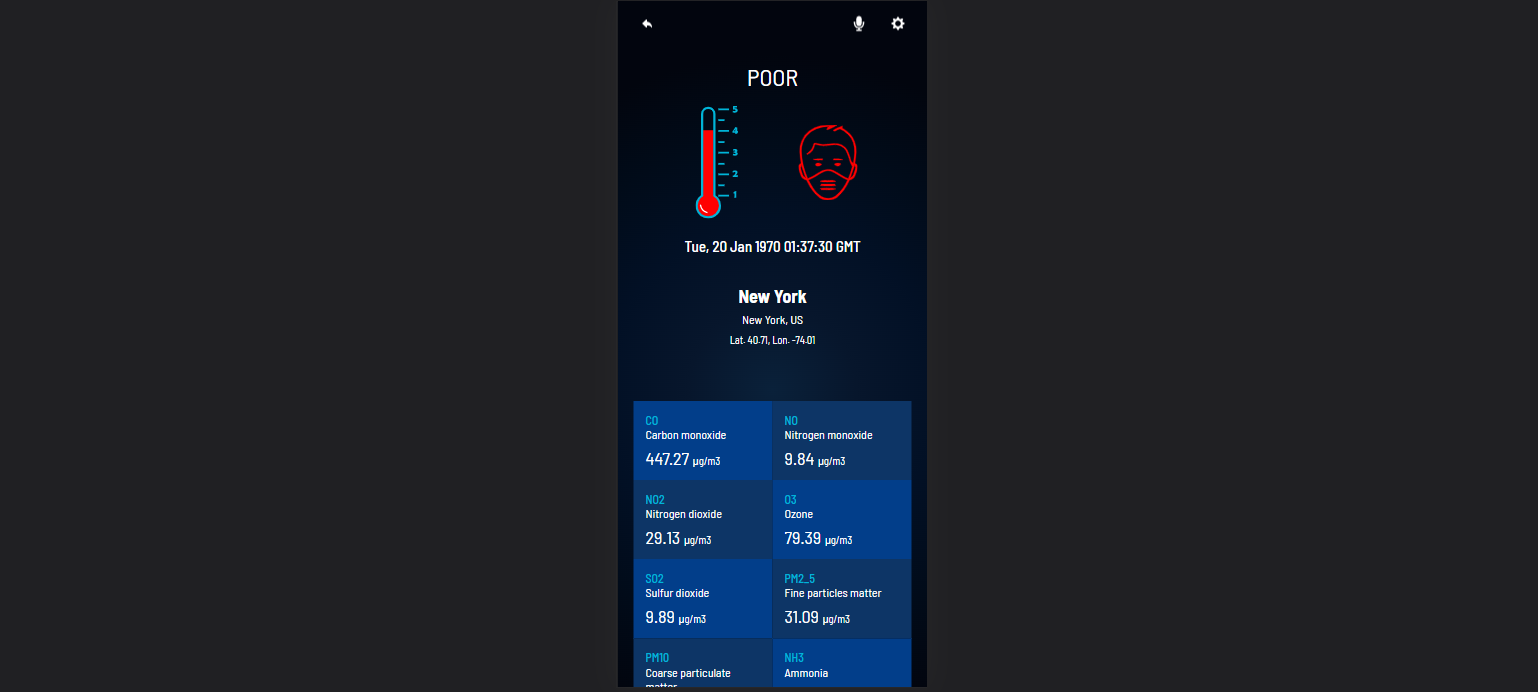 POOR
5
4
3
2
1
Tue, 20 Jan 1970 01:37:30 GMT
New York
New York, US
Lat. 40.71, Lon. -74.01
CO
Carbon monoxide
447.27 µg/m3
NO
Nitrogen monoxide
9.84 µg/m3
NO2
Nitrogen dioxide
29.13 µg/m3
O3
Ozone
79.39 µg/m3
SO2
Sulfur dioxide
9.89 µg/m3
PM2_5
Fine particles matter
31.09 µg/m3
PM10
Coarse particulate
matter
NH3
Ammonia